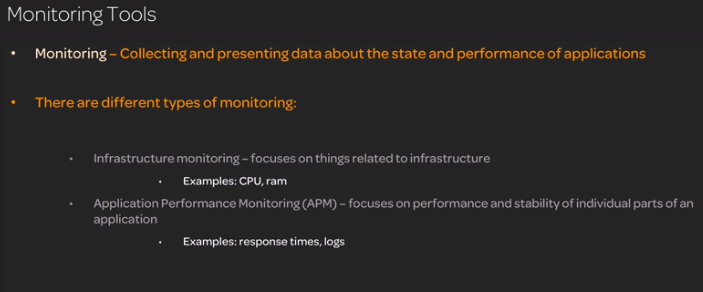 Monitoring Tools
• Monitoring – Collecting and presenting data about the state and performance of applications
• There are different types of monitoring:
• Infrastructure monitoring – focuses on things related to infrastructure
• Examples: CPU, ram
• Application Performance Monitoring (APM) – focuses on performance and stability of individual parts of an
application
• Examples: response times, logs